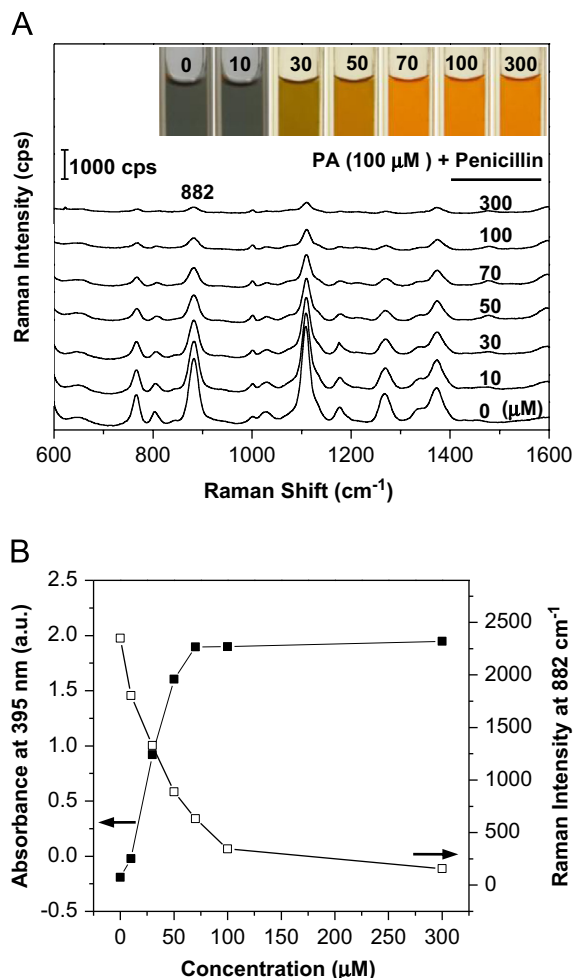 A
0 10 30 50 70 100 300
PA (100 μM ) + Penicillin
1000 cps
882
300
100
70
50
30
10
0 (μM)
Raman Intensity (cps)
600 800 1000 1200 1400 1600
Raman Shift (cm-1)
B
2.5
2.0
1.5
1.0
0.5
0.0
-0.5
Absorbance at 395 nm (a.u.)
2500
2000
1500
1000
500
0
Raman Intensity at 882 cm-1
0 50 100 150 200 250 300
Concentration (μM)